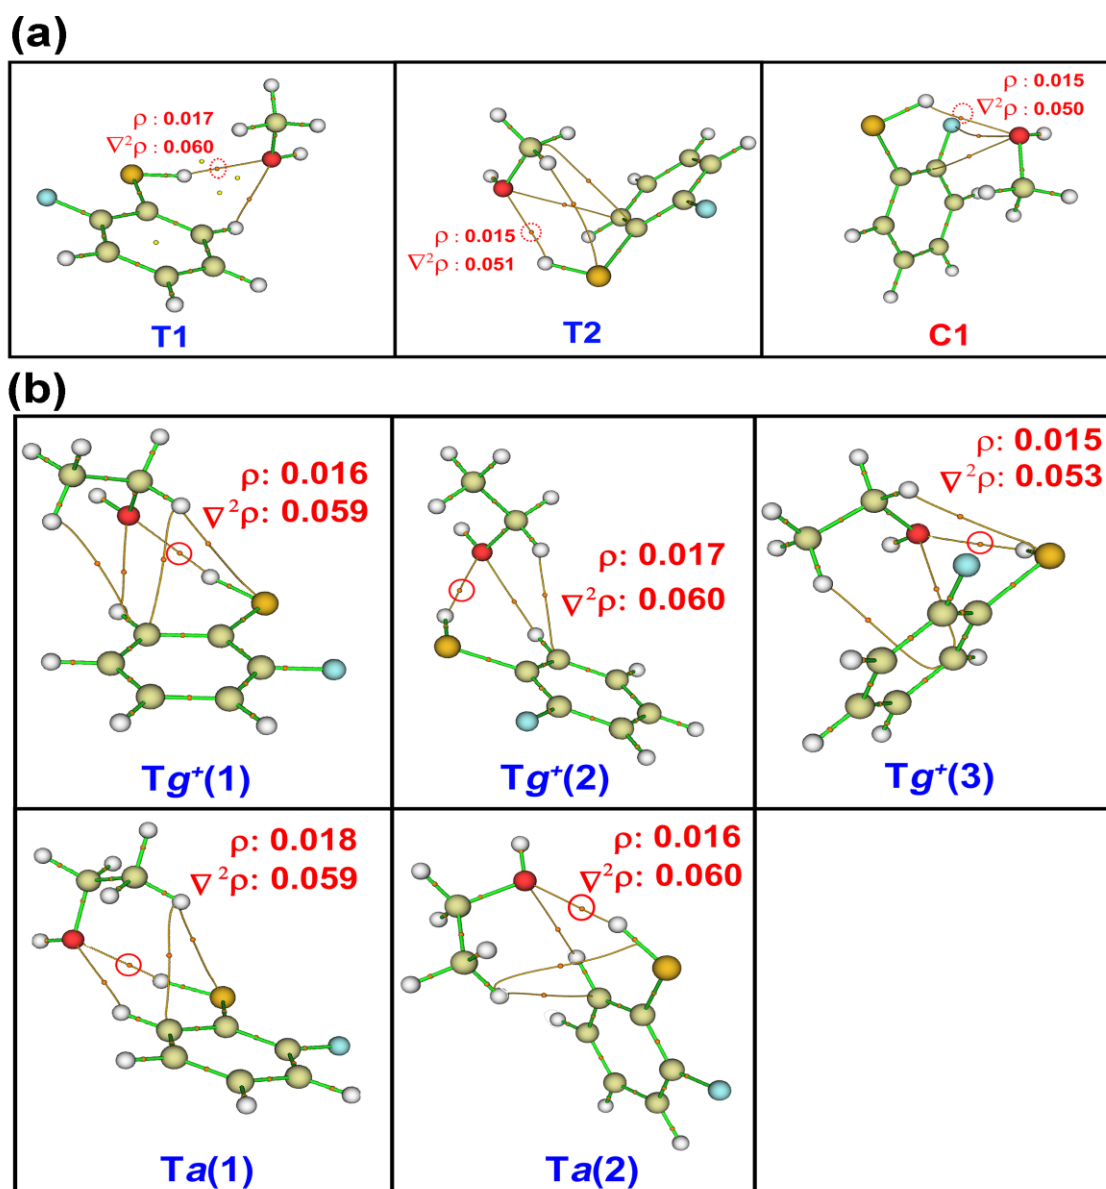 (a)
ρ : 0.017
∇²ρ : 0.060
T1
ρ : 0.015
∇²ρ : 0.051
T2
ρ : 0.015
∇²ρ : 0.050
C1
(b)
ρ: 0.016
∇²ρ: 0.059
Tg⁺(1)
ρ: 0.017
∇²ρ: 0.060
Tg⁺(2)
ρ: 0.015
∇²ρ: 0.053
Tg⁺(3)
ρ: 0.018
∇²ρ: 0.059
Ta(1)
ρ: 0.016
∇²ρ: 0.060
Ta(2)